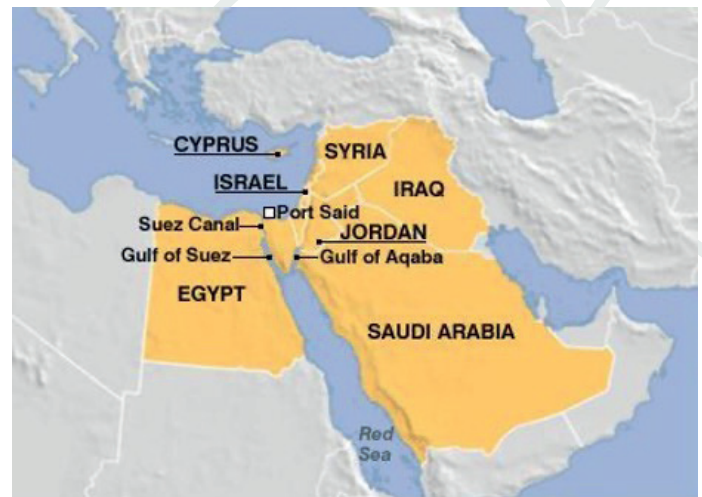 CYPRUS
SYRIA
ISRAEL
IRAQ
Port Said
Suez Canal
JORDAN
Gulf of Suez
Gulf of Aqaba
EGYPT
SAUDI ARABIA
Red
Sea